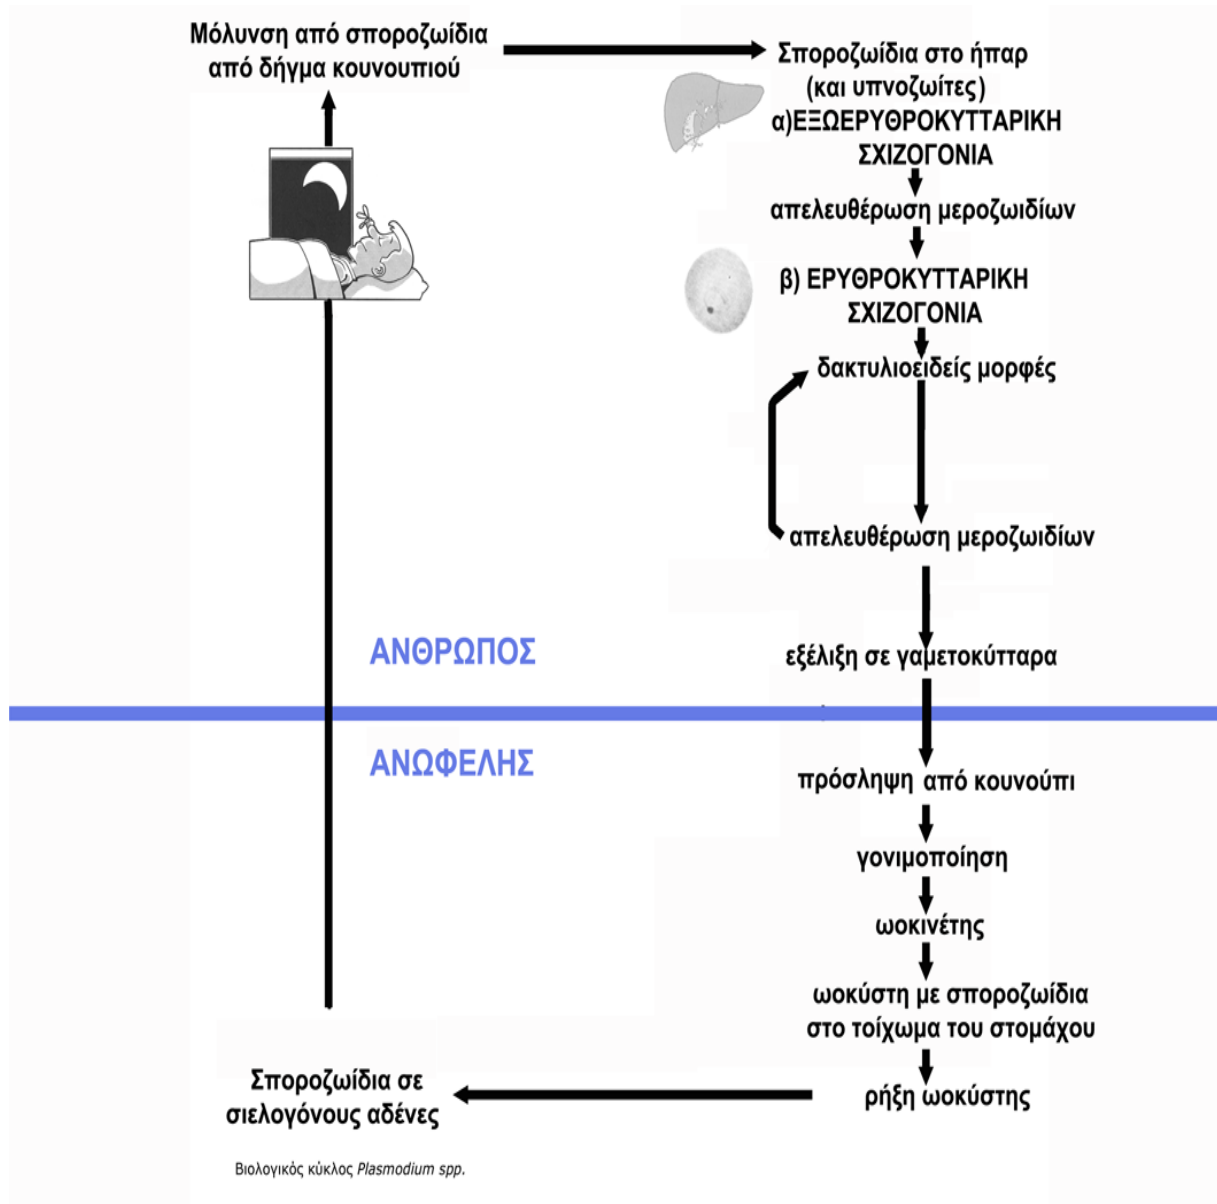 Μόλυνση από σποροζωίδια
από δήγμα κουνουπιού
Σποροζωίδια στο ήπαρ
(και υπνοζωίτες)
α)ΕΞΩΕΡΥΘΡΟΚΥΤΤΑΡΙΚΗ
ΣΧΙΖΟΓΟΝΙΑ
απελευθέρωση μεροζωιδίων
β) ΕΡΥΘΡΟΚΥΤΤΑΡΙΚΗ
ΣΧΙΖΟΓΟΝΙΑ
δακτυλιοειδείς μορφές
απελευθέρωση μεροζωιδίων
εξέλιξη σε γαμετοκύτταρα
ΑΝΘΡΩΠΟΣ
ΑΝΩΦΕΛΗΣ
πρόσληψη από κουνούπι
γονιμοποίηση
ωοκινέτης
ωοκύστη με σποροζωίδια
στο τοίχωμα του στομάχου
ρήξη ωοκύστης
Σποροζωίδια σε
σιελογόνους αδένες
Βιολογικός κύκλος Plasmodium spp.